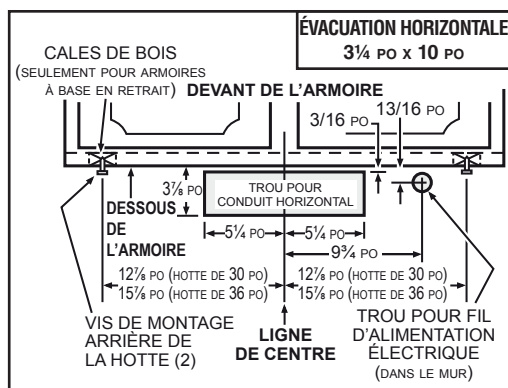 ÉVACUATION HORIZONTALE
3¼ PO X 10 PO
CALES DE BOIS
(SEULEMENT POUR ARMOIRES
À BASE EN RETRAIT)
DEVANT DE L'ARMOIRE
3/16 PO
13/16 PO
3⅞ PO
TROU POUR
CONDUIT HORIZONTAL
DESSOUS
DE
L'ARMOIRE
5¼ PO
5¼ PO
9¾ PO
12⅞ PO (HOTTE DE 30 PO)
15⅞ PO (HOTTE DE 36 PO)
12⅞ PO (HOTTE DE 30 PO)
15⅞ PO (HOTTE DE 36 PO)
VIS DE MONTAGE
ARRIÈRE DE
LA HOTTE (2)
LIGNE
DE CENTRE
TROU POUR FIL
D'ALIMENTATION
ÉLECTRIQUE
(DANS LE MUR)